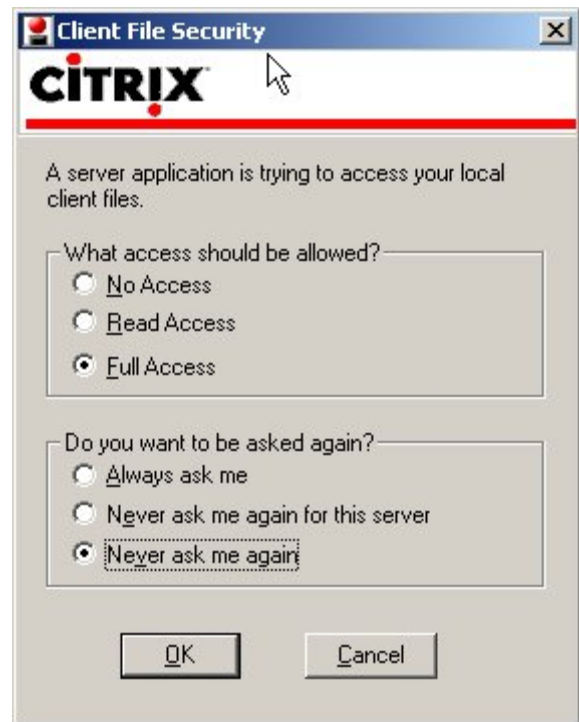 Client File Security
CİTRIX
A server application is trying to access your local
client files.
What access should be allowed?
No Access
Read Access
Full Access
Do you want to be asked again?
Always ask me
Never ask me again for this server
Never ask me again
OK
Cancel